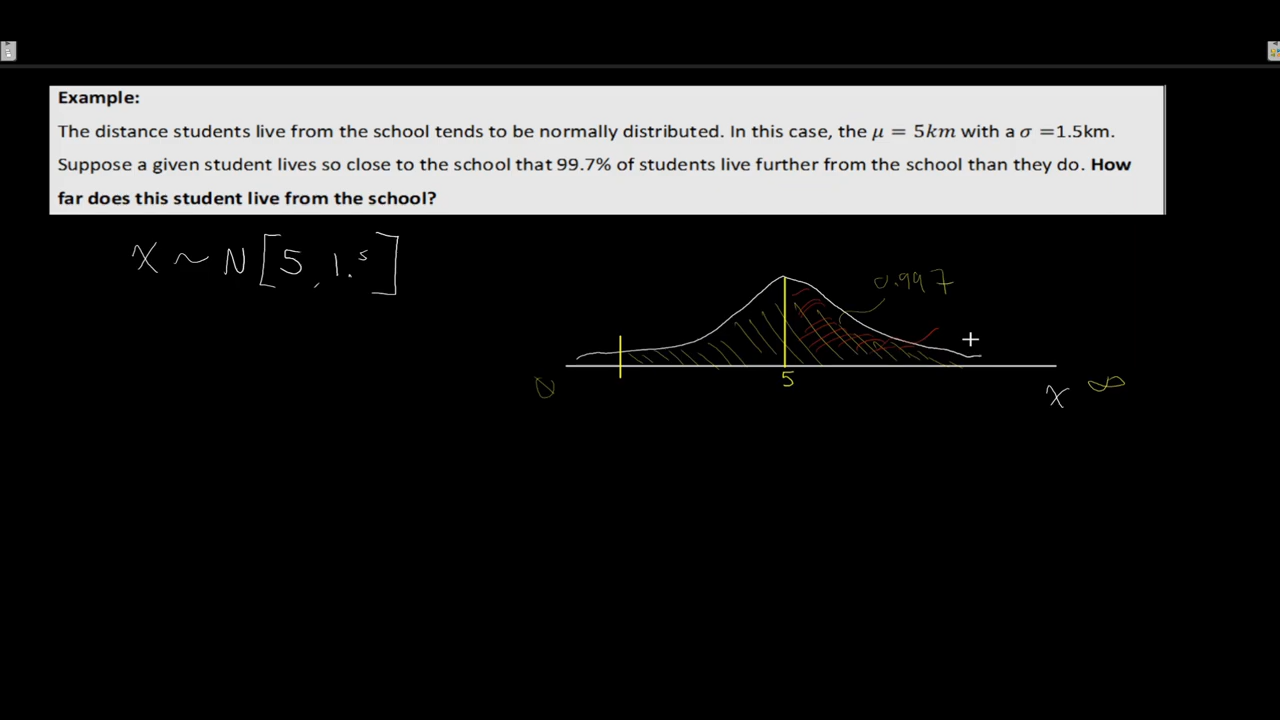 Example:
The distance students live from the school tends to be normally distributed. In this case, the μ = 5km with a σ =1.5km.
Suppose a given student lives so close to the school that 99.7% of students live further from the school than they do. How
far does this student live from the school?
X ~ N[5, 1.5]
0.997
5
X ∞